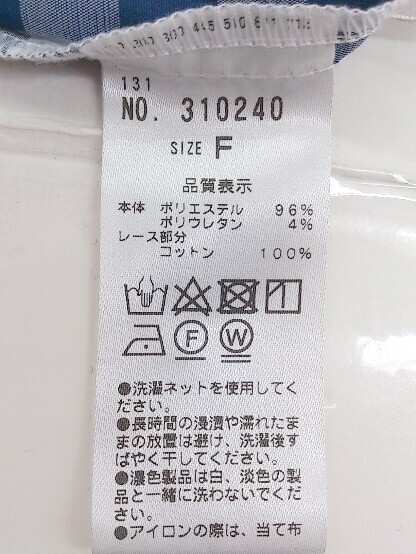 131
NO. 310240
SIZE F
品質表示
本体 ポリエステル 96%
ポリウレタン 4%
レース部分
コットン 100%
F W
●洗濯ネットを使用してく
ださい。
●長時間の浸漬や濡れたま
まの放置は避け、洗濯後す
ばやく干してください。
●濃色製品は白、淡色の製
品と一緒に洗わないでくだ
さい。
●アイロンの際は、当て布